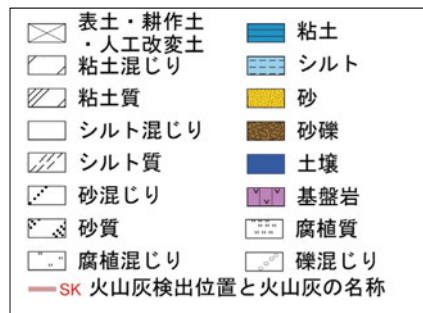 表土・耕作土
・人工改変土
粘土混じり
粘土質
シルト混じり
シルト質
砂混じり
砂質
腐植混じり
粘土
シルト
砂
砂礫
土壌
基盤岩
腐植質
礫混じり
SK 火山灰検出位置と火山灰の名称